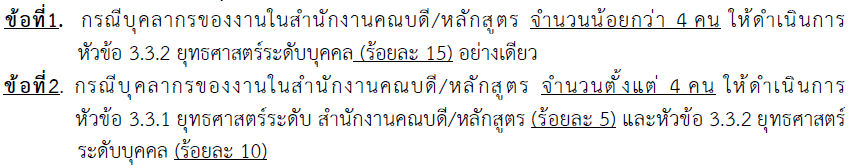 ข้อที่1. กรณีบุคลากรของงานในสำนักงานคณบดี/หลักสูตร จำนวนน้อยกว่า 4 คน ให้ดำเนินการ
หัวข้อ 3.3.2 ยุทธศาสตร์ระดับบุคคล (ร้อยละ 15) อย่างเดียว
ข้อที่2. กรณีบุคลากรของงานในสำนักงานคณบดี/หลักสูตร จำนวนตั้งแต่ 4 คน ให้ดำเนินการ
หัวข้อ 3.3.1 ยุทธศาสตร์ระดับ สำนักงานคณบดี/หลักสูตร (ร้อยละ 5) และหัวข้อ 3.3.2 ยุทธศาสตร์
ระดับบุคคล (ร้อยละ 10)